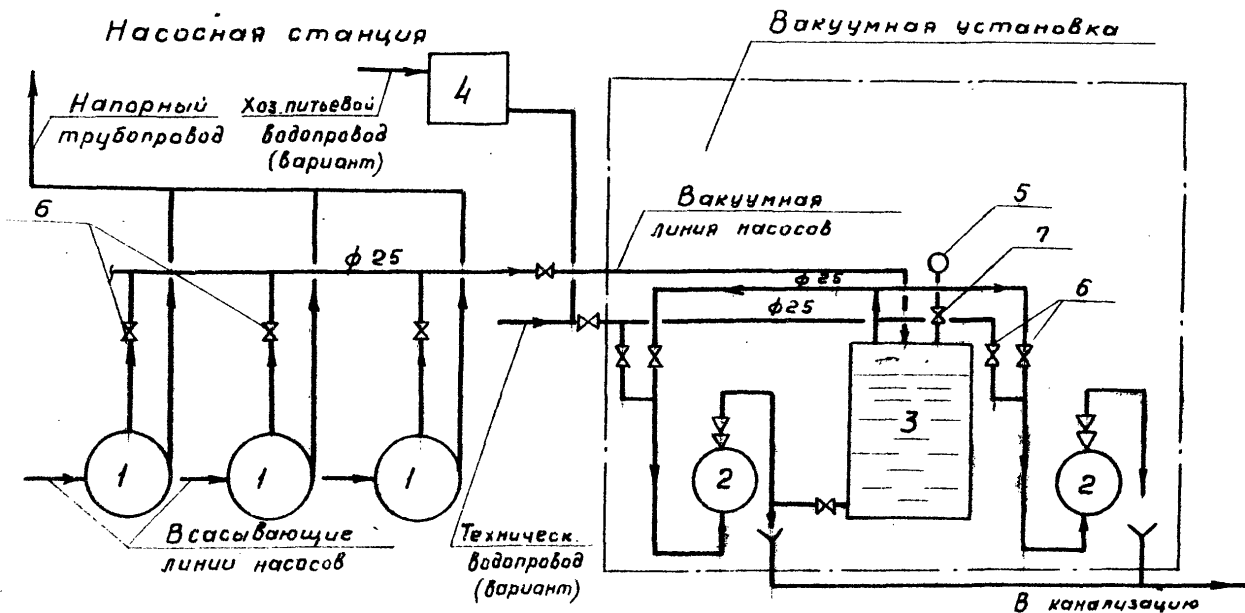 Насосная станция
Вакуумная установка
4
Напорный
трубопровод
Хоз.питьевой
водопровод
(вариант)
6
Вакуумная
линия насосов
5
7
ф 25
ф25
ф25
6
3
1
1
1
2
2
Всасывающие
линии насосов
Техническ.
водопровод
(вариант)
В канализацию